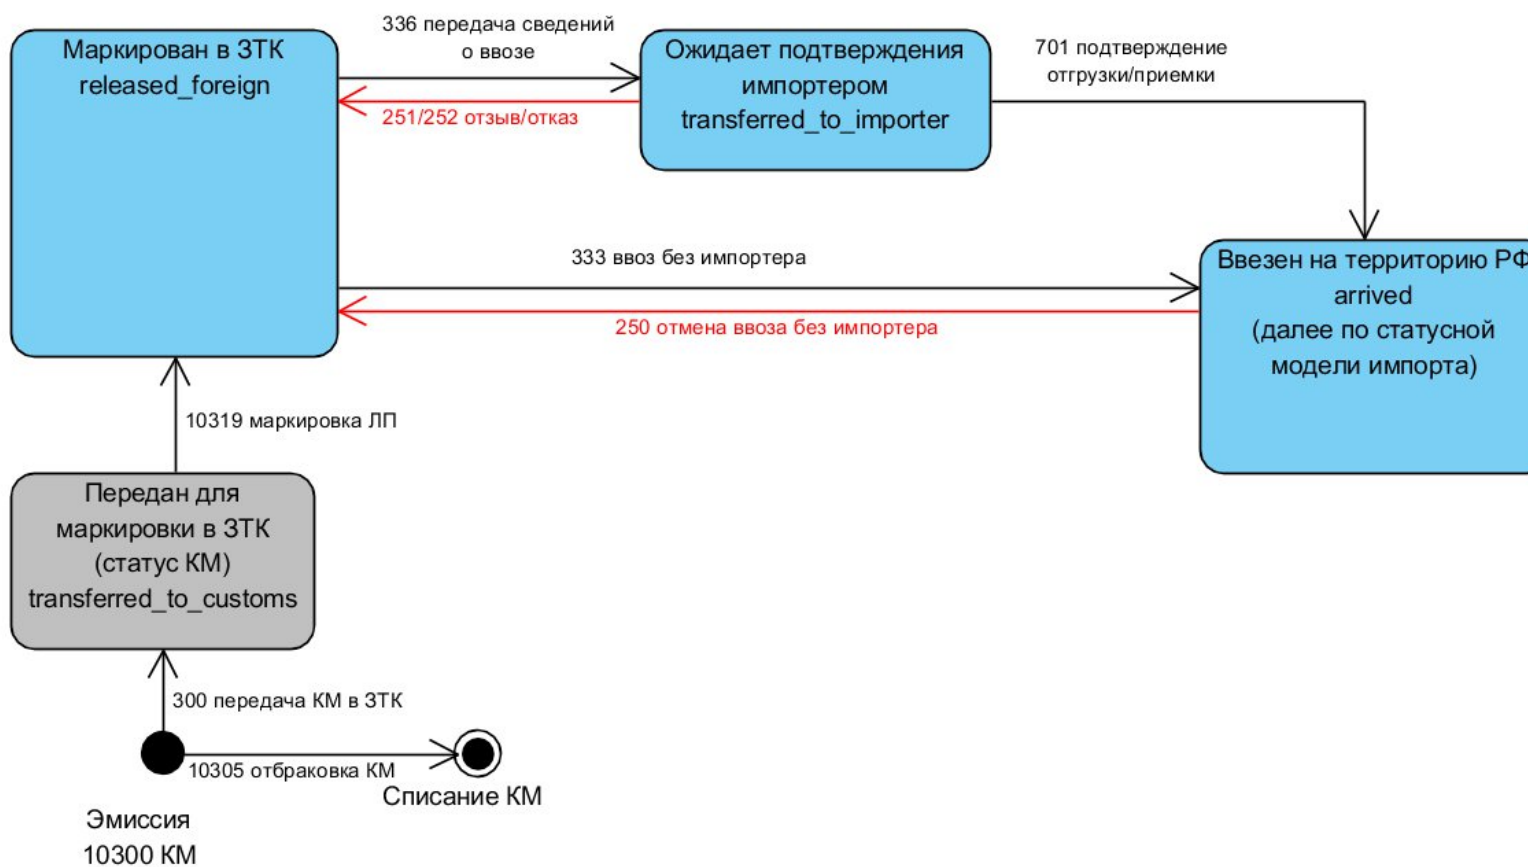 Маркирован в ЗТК
released_foreign
336 передача сведений
о ввозе
251/252 отзыв/отказ
Ожидает подтверждения
импортером
transferred_to_importer
701 подтверждение
отгрузки/приемки
333 ввоз без импортера
250 отмена ввоза без импортера
Ввезен на территорию РФ
arrived
(далее по статусной
модели импорта)
10319 маркировка ЛП
Передан для
маркировки в ЗТК
(статус КМ)
transferred_to_customs
300 передача КМ в ЗТК
10305 отбраковка КМ
Списание КМ
Эмиссия
10300 КМ